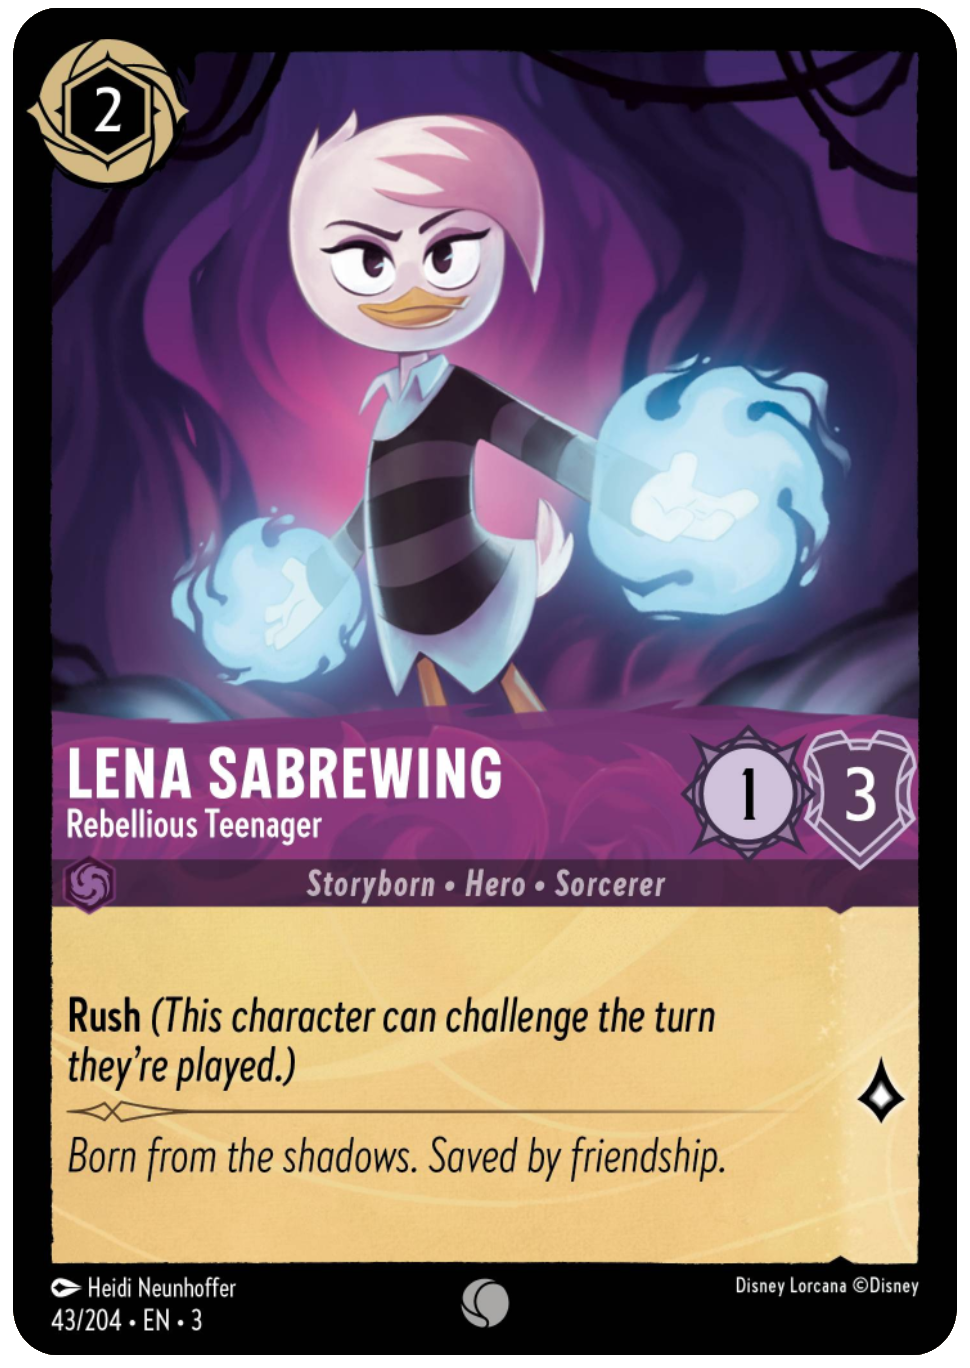 2
LENA SABREWING
Rebellious Teenager
1
3
Storyborn • Hero • Sorcerer
Rush (This character can challenge the turn
they're played.)
Born from the shadows. Saved by friendship.
Heidi Neunhoffer
43/204 • EN • 3
Disney Lorcana ©Disney